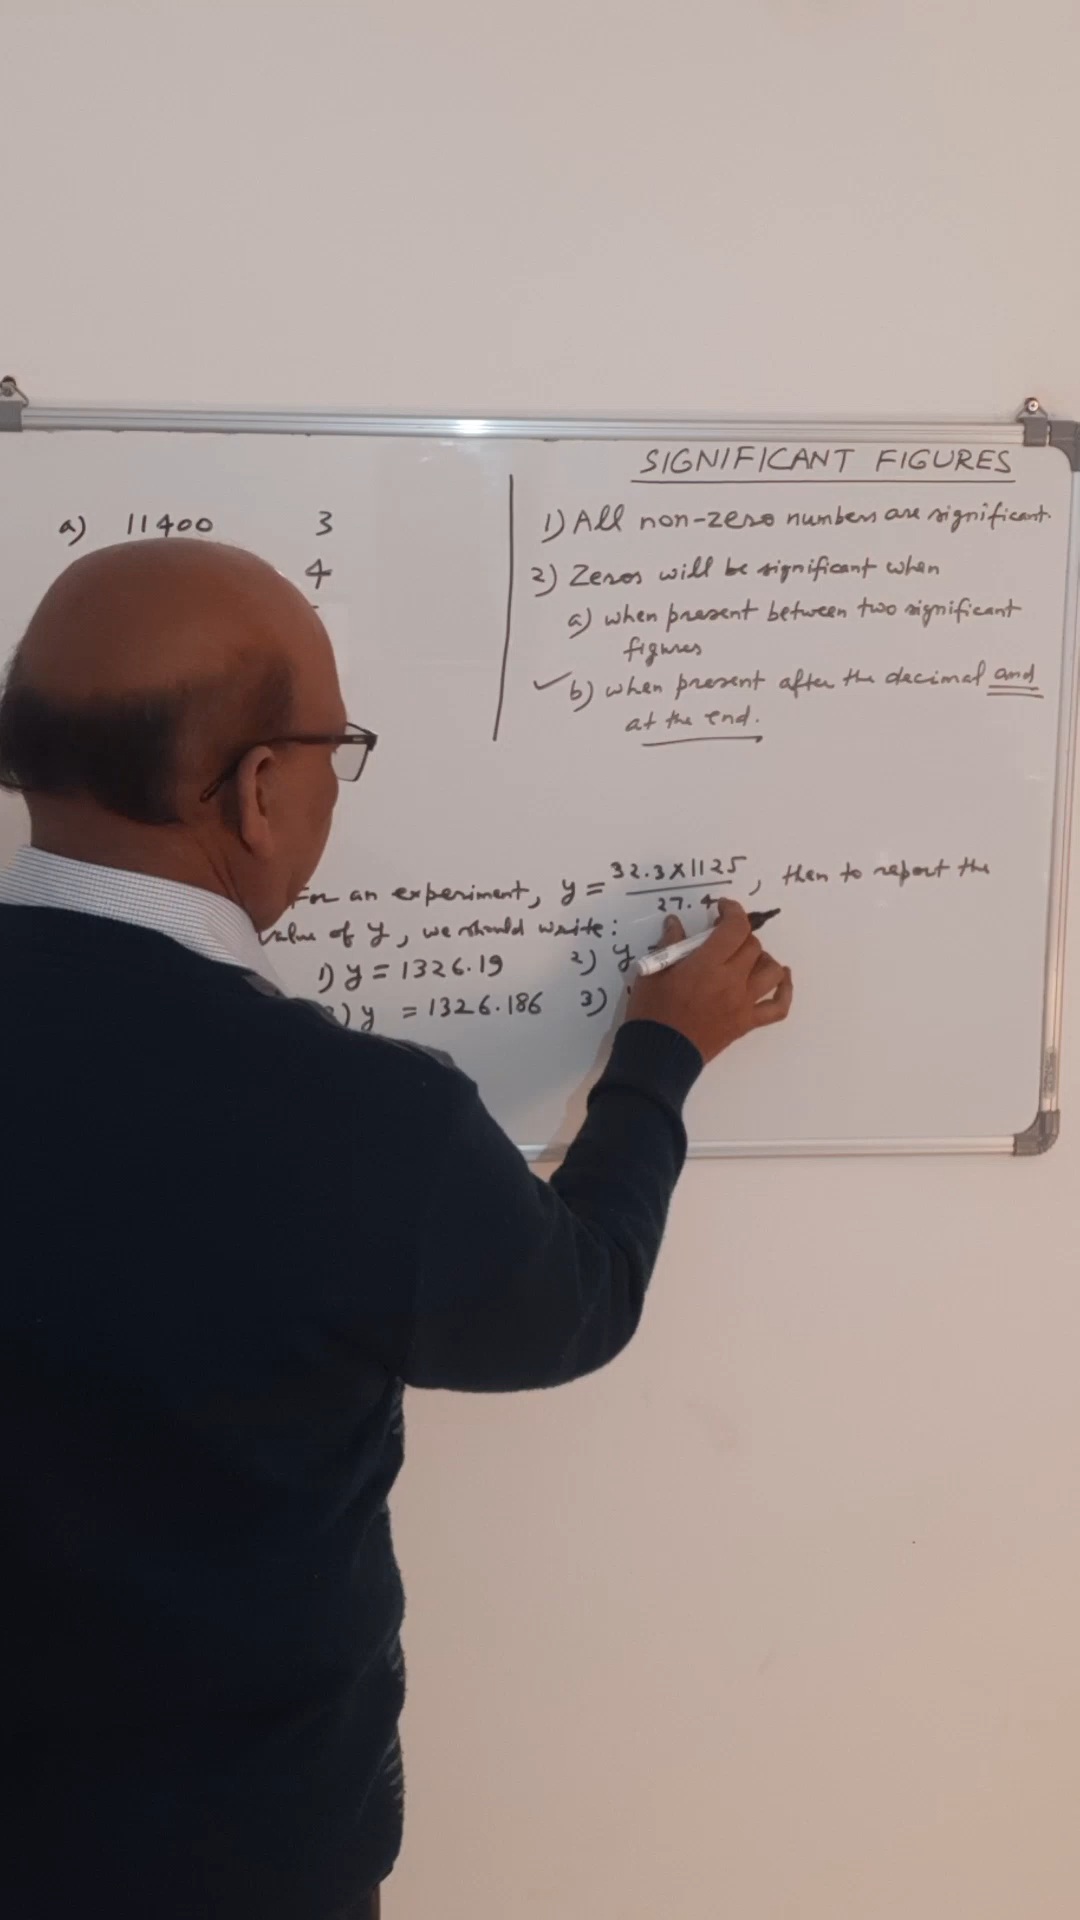 SIGNIFICANT FIGURES
a) 11400 3
4
1) All non-zero numbers are significant.
2) Zeros will be significant when
a) when present between two significant
figures
b) when present after the decimal and
at the end.
For an experiment, y = 32.3×1125 / 27.4, then to report the
value of y, we should write:
1) y = 1326.19 2) y =
) y = 1326.186 3)